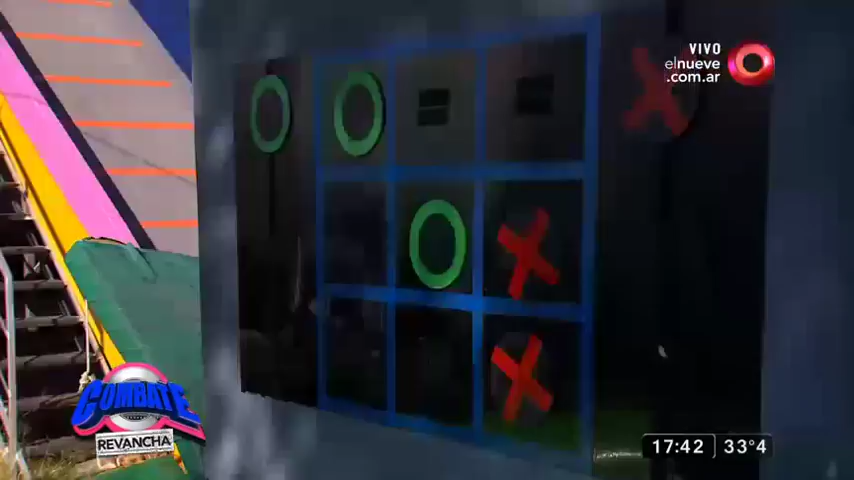 VIVO
elnueve
.com.ar
COMBATE
REVANCHA
17:42 33°4